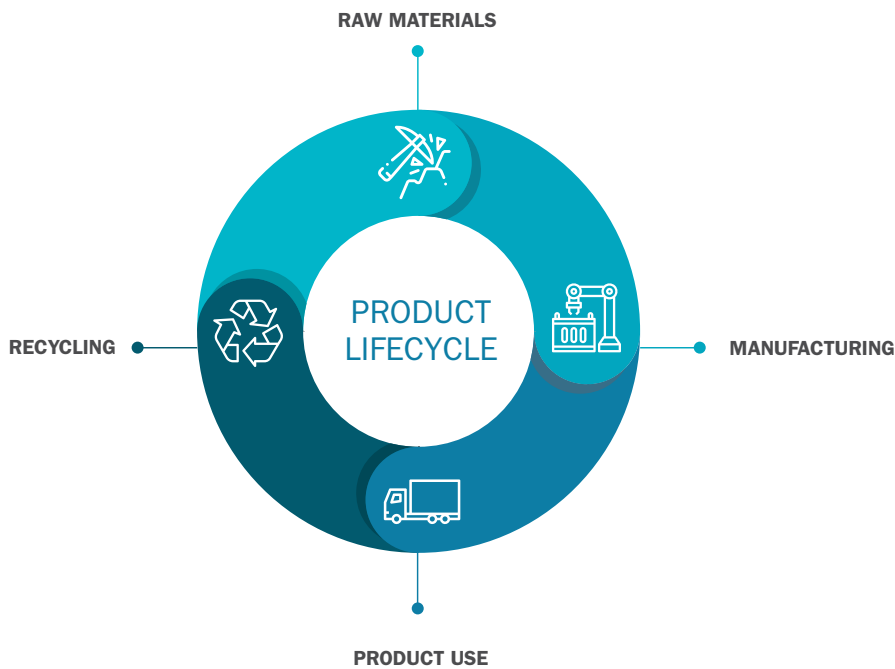 RAW MATERIALS
PRODUCT
LIFECYCLE
RECYCLING
MANUFACTURING
PRODUCT USE